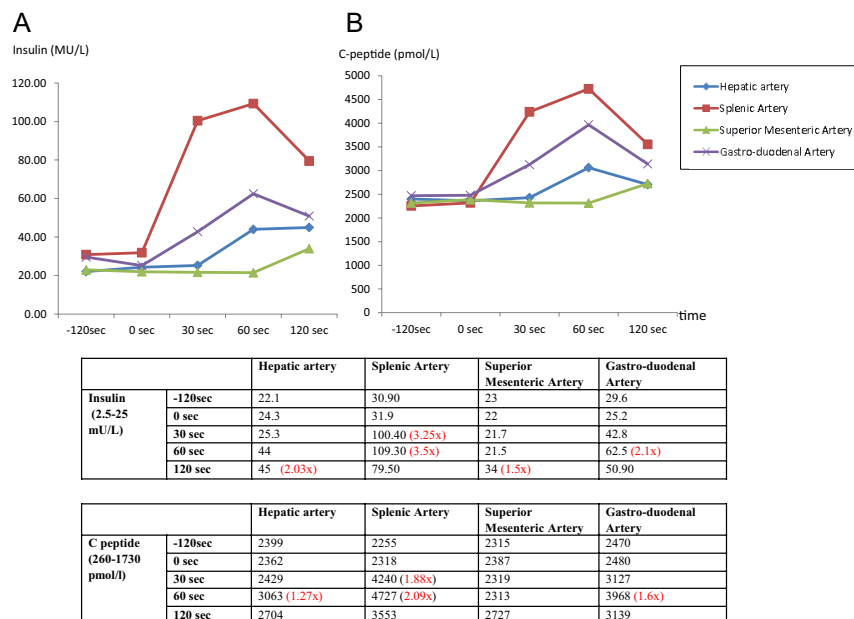 A
B
Insulin (MU/L)
C-peptide (pmol/L)
120.00
100.00
80.00
60.00
40.00
20.00
0.00
-120sec 0 sec 30 sec 60 sec 120 sec
5000
4500
4000
3500
3000
2500
2000
1500
1000
500
0
-120sec 0 sec 30 sec 60 sec 120 sec
time
Hepatic artery
Splenic Artery
Superior Mesenteric Artery
Gastro-duodenal Artery
Hepatic artery Splenic Artery Superior Gastro-duodenal
Mesenteric Artery Artery
Insulin -120sec 22.1 30.90 23 29.6
(2.5-25 0 sec 24.3 31.9 22 25.2
mU/L) 30 sec 25.3 100.40 (3.25x) 21.7 42.8
60 sec 44 109.30 (3.5x) 21.5 62.5 (2.1x)
120 sec 45 (2.03x) 79.50 34 (1.5x) 50.90
Hepatic artery Splenic Artery Superior Gastro-duodenal
Mesenteric Artery Artery
C peptide -120sec 2399 2255 2315 2470
(260-1730 0 sec 2362 2318 2387 2480
pmol/l) 30 sec 2429 4240 (1.88x) 2319 3127
60 sec 3063 (1.27x) 4727 (2.09x) 2313 3968 (1.6x)
120 sec 2704 3553 2727 3139